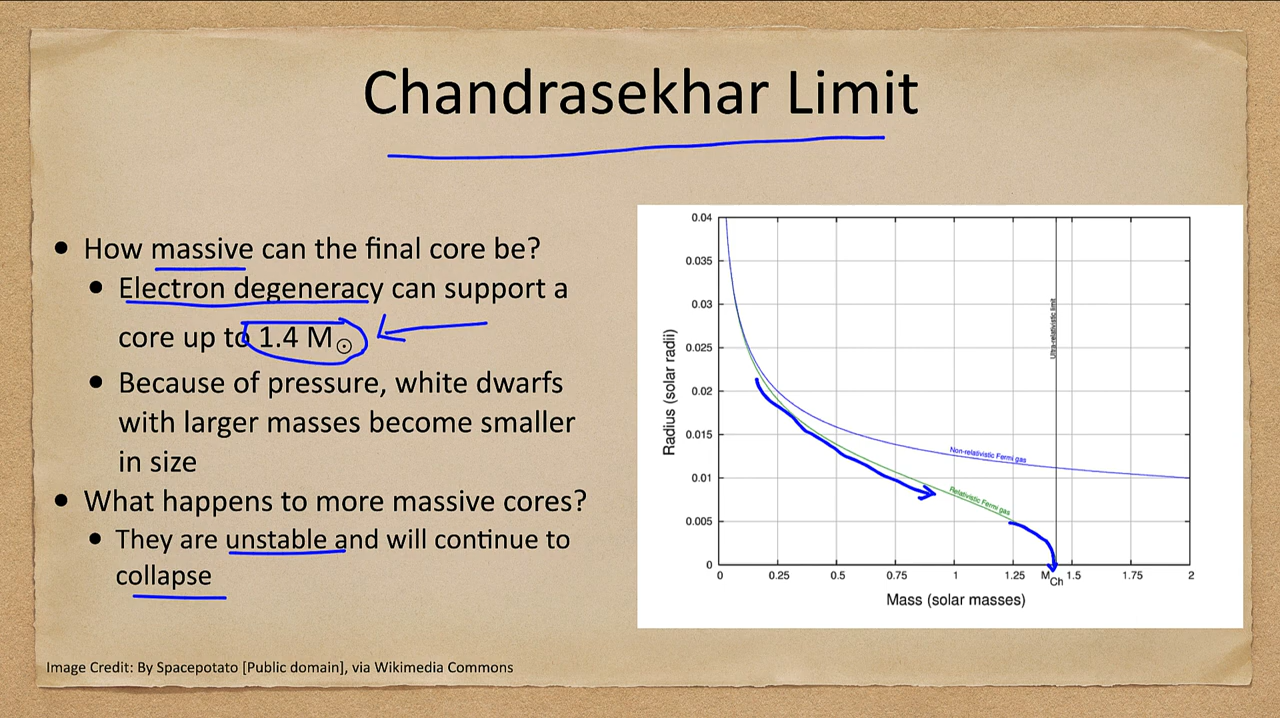 Chandrasekhar Limit
• How massive can the final core be?
• Electron degeneracy can support a
core up to 1.4 M☉
• Because of pressure, white dwarfs
with larger masses become smaller
in size
• What happens to more massive cores?
• They are unstable and will continue to
collapse
Image Credit: By Spacepotato [Public domain], via Wikimedia Commons
Radius (solar radii)
0.04
0.035
0.03
0.025
0.02
0.015
0.01
0.005
0
Ultra-relativistic limit
Non-relativistic Fermi gas
Relativistic Fermi gas
0 0.25 0.5 0.75 1 1.25 MCh 1.5 1.75 2
Mass (solar masses)